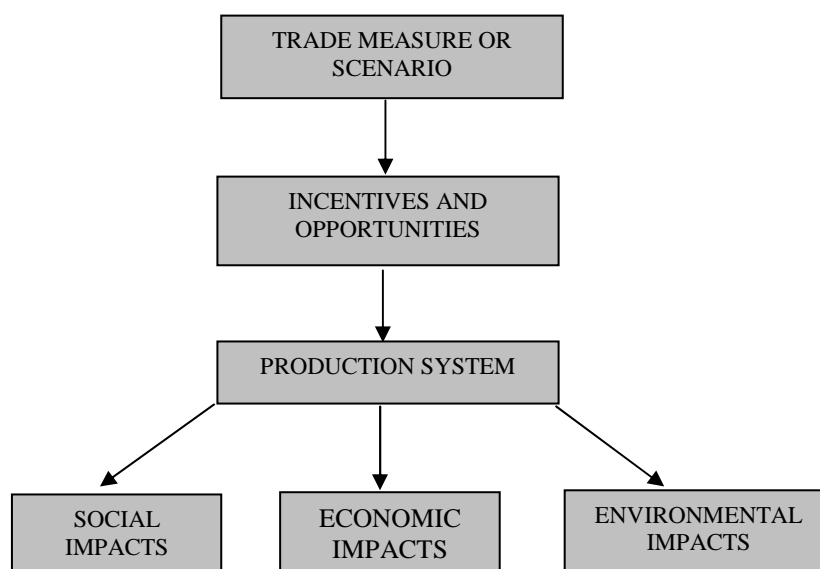 TRADE MEASURE OR
SCENARIO
INCENTIVES AND
OPPORTUNITIES
PRODUCTION SYSTEM
SOCIAL
IMPACTS
ECONOMIC
IMPACTS
ENVIRONMENTAL
IMPACTS